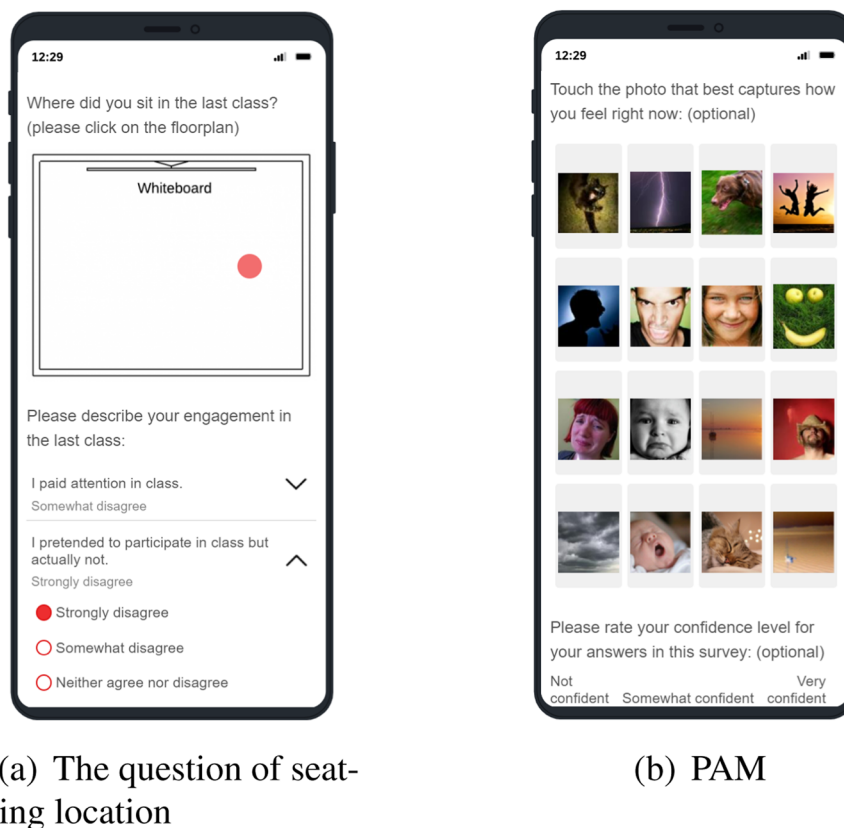 12:29
Where did you sit in the last class?
(please click on the floorplan)
Whiteboard
Please describe your engagement in
the last class:
I paid attention in class.
Somewhat disagree
I pretended to participate in class but
actually not.
Strongly disagree
Strongly disagree
Somewhat disagree
Neither agree nor disagree
(a) The question of seat-
ing location
12:29
Touch the photo that best captures how
you feel right now: (optional)
Please rate your confidence level for
your answers in this survey: (optional)
Not
confident Somewhat confident Very
confident
(b) PAM